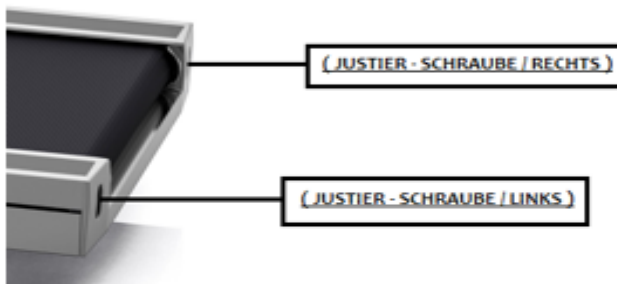 ( JUSTIER - SCHRAUBE / RECHTS )
( JUSTIER - SCHRAUBE / LINKS )